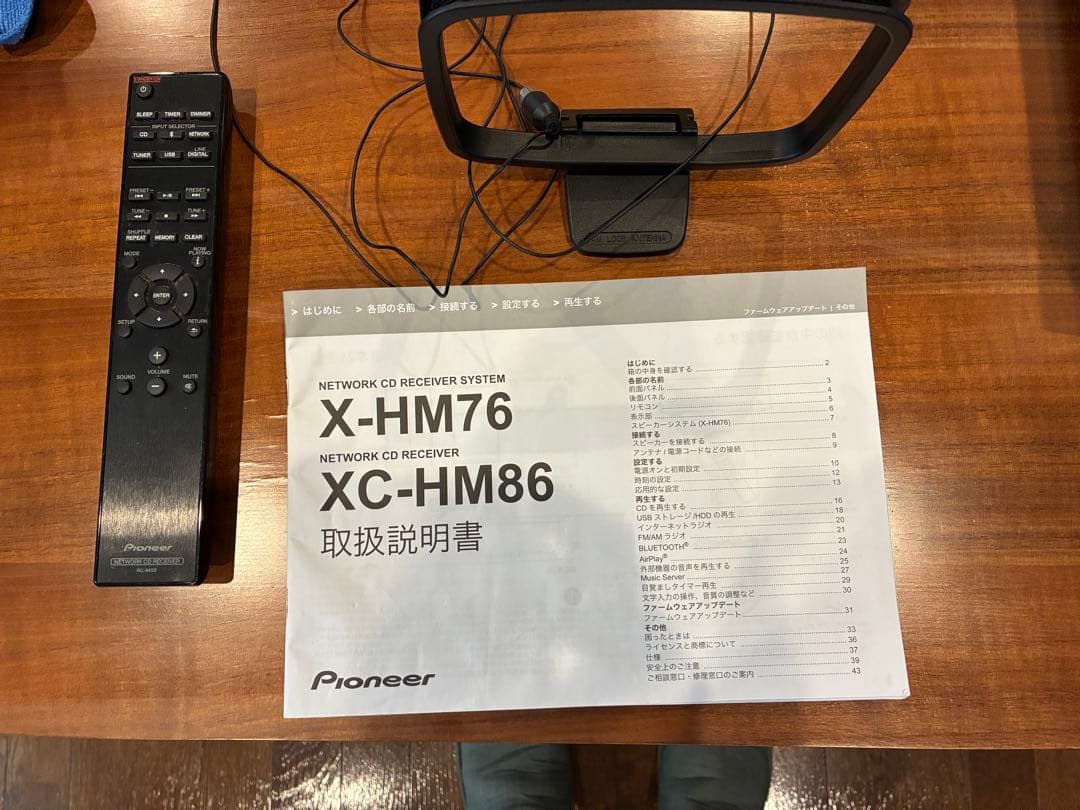 STANDBY/ON
SLEEP TIMER DIMMER
INPUT SELECTOR
CD NETWORK
LINE
TUNER USB DIGITAL
PRESET − PRESET +
TUNE − TUNE +
SHUFFLE
REPEAT MEMORY CLEAR
MODE NOW PLAYING
i
ENTER
SETUP RETURN
+
VOLUME
SOUND − MUTE
Pioneer
NETWORK CD RECEIVER
LOOP ANTENNA
> はじめに > 各部の名前 > 接続する > 設定する > 再生する
ファームウェアアップデート | その他
NETWORK CD RECEIVER SYSTEM
X-HM76
NETWORK CD RECEIVER
XC-HM86
取扱説明書
Pioneer
はじめに
箱の中身を確認する 2
各部の名前
前面パネル 3
後面パネル 4
リモコン 5
表示部 6
スピーカーシステム (X-HM76) 7
接続する
スピーカーを接続する 8
アンテナ / 電源コードなどの接続 9
設定する
電源オンと初期設定 10
時刻の設定 12
応用的な設定 13
再生する
CD を再生する 16
USB ストレージ /HDD の再生 18
インターネットラジオ 20
FM/AM ラジオ 21
BLUETOOTH® 23
AirPlay® 24
外部機器の音声を再生する 25
Music Server 27
目覚ましタイマー再生 29
文字入力の操作、音質の調整など 30
ファームウェアアップデート
ファームウェアアップデート 31
その他
困ったときは 33
ライセンスと商標について 36
仕様 37
安全上のご注意 39
ご相談窓口・修理窓口のご案内 43